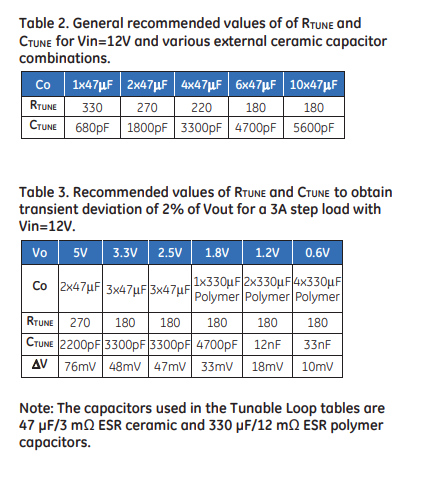 Table 2. General recommended values of of RTUNE and
CTUNE for Vin=12V and various external ceramic capacitor
combinations.
Co 1x47μF 2x47μF 4x47μF 6x47μF 10x47μF
RTUNE 330 270 220 180 180
CTUNE 680pF 1800pF 3300pF 4700pF 5600pF
Table 3. Recommended values of RTUNE and CTUNE to obtain
transient deviation of 2% of Vout for a 3A step load with
Vin=12V.
Vo 5V 3.3V 2.5V 1.8V 1.2V 0.6V
Co 2x47μF 3x47μF 3x47μF 1x330μF 2x330μF 4x330μF
Polymer Polymer Polymer
RTUNE 270 180 180 180 180 180
CTUNE 2200pF 3300pF 3300pF 4700pF 12nF 33nF
ΔV 76mV 48mV 47mV 33mV 18mV 10mV
Note: The capacitors used in the Tunable Loop tables are
47 μF/3 mΩ ESR ceramic and 330 μF/12 mΩ ESR polymer
capacitors.